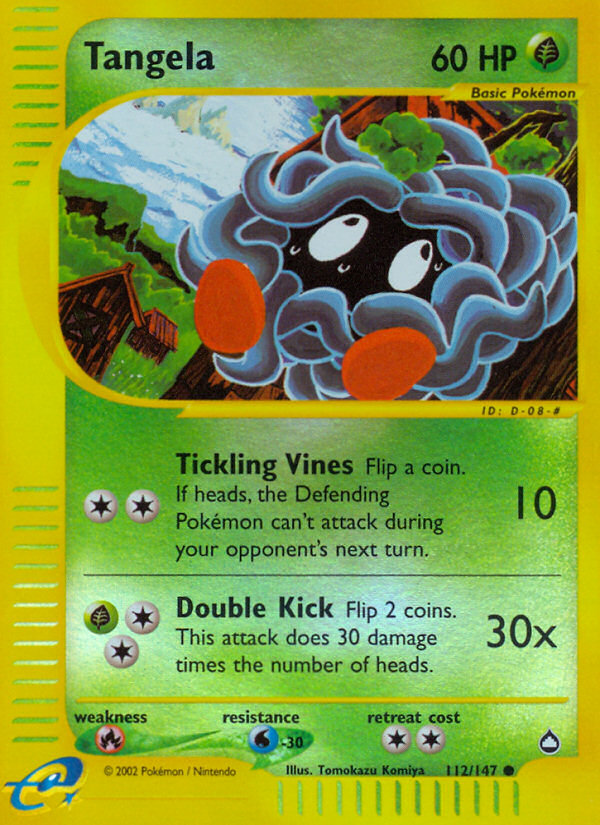 Tangela 60 HP
Basic Pokémon
ID: D-08-#
Tickling Vines Flip a coin.
If heads, the Defending
Pokémon can't attack during
your opponent's next turn.
10
Double Kick Flip 2 coins.
This attack does 30 damage
times the number of heads.
30x
weakness resistance retreat cost
-30
© 2002 Pokémon / Nintendo Illus. Tomokazu Komiya 112/147
e